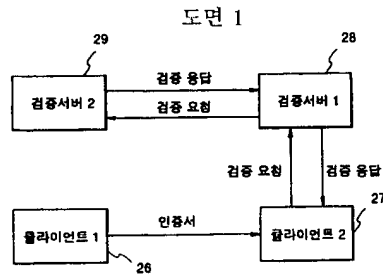 도면 1
29
28
검증서버 2
검증 응답
검증 요청
검증서버 1
검증 요청
검증 응답
27
클라이언트 1
인증서
클라이언트 2
26